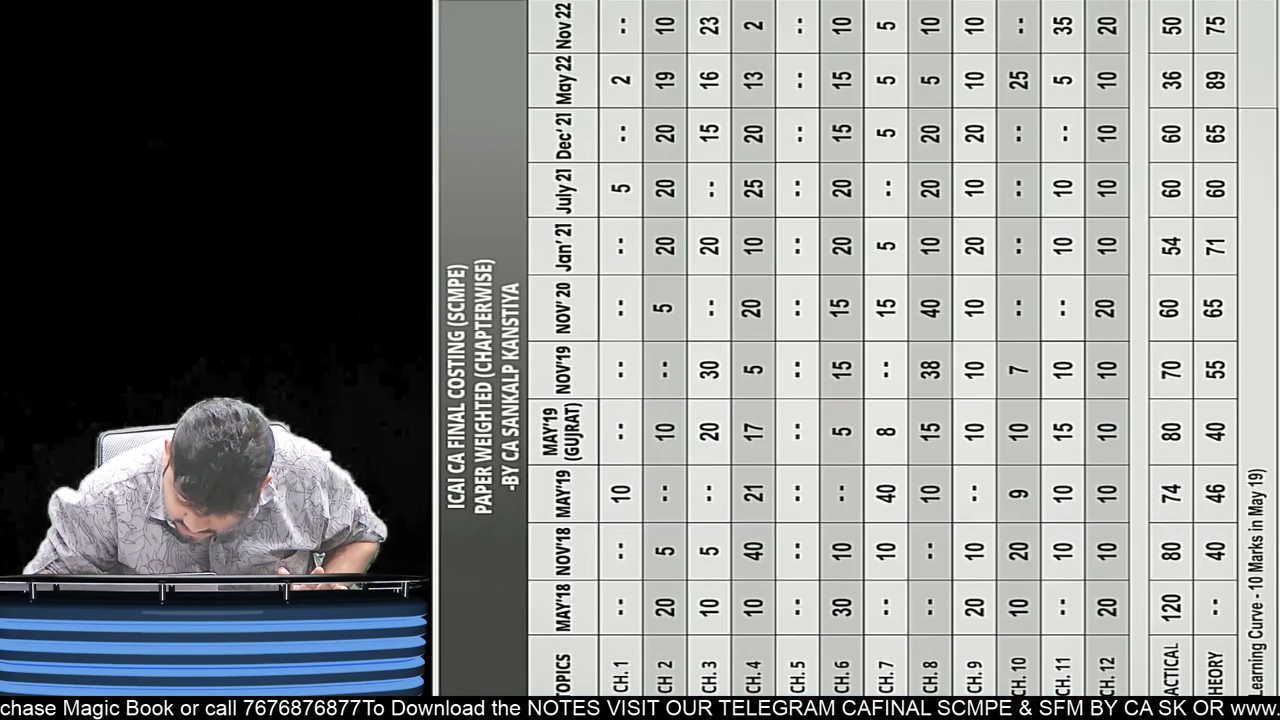 ICAI CA FINAL COSTING (SCMPE)
PAPER WEIGHTED (CHAPTERWISE)
-BY CA SANKALP KANSTIYA
TOPICS MAY'18 NOV'18 MAY'19 MAY'19 (GUJRAT) NOV'19 NOV' 20 Jan' 21 July 21 Dec' 21 May 22 Nov 22
CH. 1 -- -- 10 -- -- -- -- 5 -- 2 --
CH 2 20 5 -- 10 -- 5 20 20 20 19 10
CH. 3 10 5 -- 20 30 -- 20 -- 15 16 23
CH. 4 10 40 21 17 5 20 10 25 20 13 2
CH. 5 -- -- -- -- -- -- -- -- -- -- --
CH. 6 30 10 -- 5 15 15 20 20 15 15 10
CH. 7 -- 10 40 8 -- 15 5 -- 5 5 5
CH. 8 -- -- 10 15 38 40 10 20 20 5 10
CH. 9 20 10 -- 10 10 10 20 10 20 10 10
CH. 10 10 20 9 10 7 -- -- -- -- 25 --
CH. 11 -- 10 10 15 10 -- 10 10 -- 5 35
CH. 12 20 10 10 10 10 20 10 10 10 10 20
ACTICAL 120 80 74 80 70 60 54 60 60 36 50
HEORY -- 40 46 40 55 65 71 60 65 89 75
Learning Curve - 10 Marks in May 19)
chase Magic Book or call 7676876877To Download the NOTES VISIT OUR TELEGRAM CAFINAL SCMPE & SFM BY CA SK OR www.